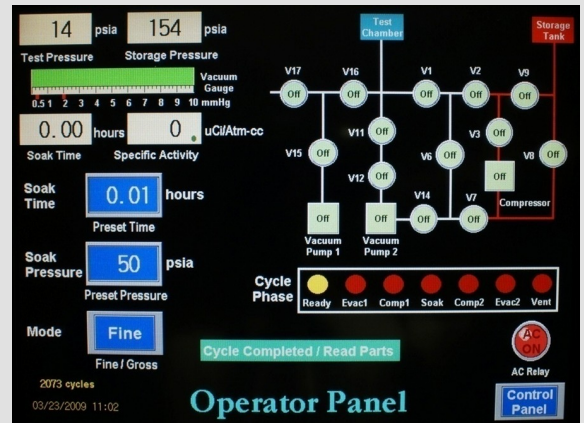 14 psia 154 psia
Test Pressure Storage Pressure
Vacuum Gauge
0.5 1 2 3 4 5 6 7 8 9 10 mmHg
0.00 hours 0. uCi/Atm-cc
Soak Time Specific Activity
Soak Time 0.01 hours
Preset Time
Soak Pressure 50 psia
Preset Pressure
Mode Fine
Fine / Gross
2073 cycles
03/23/2009 11:02
Test Chamber
Storage Tank
V17 V16 V1 V2 V9
Off Off Off Off Off
V11 Off V3 Off
V15 Off V6 Off V8 Off
V12 Off Off
Compressor
V14 V7
Off Off Off Off
Vacuum Pump 1
Vacuum Pump 2
Cycle Phase
Ready Evac1 Comp1 Soak Comp2 Evac2 Vent
Cycle Completed / Read Parts
AC ON
AC Relay
Operator Panel
Control Panel